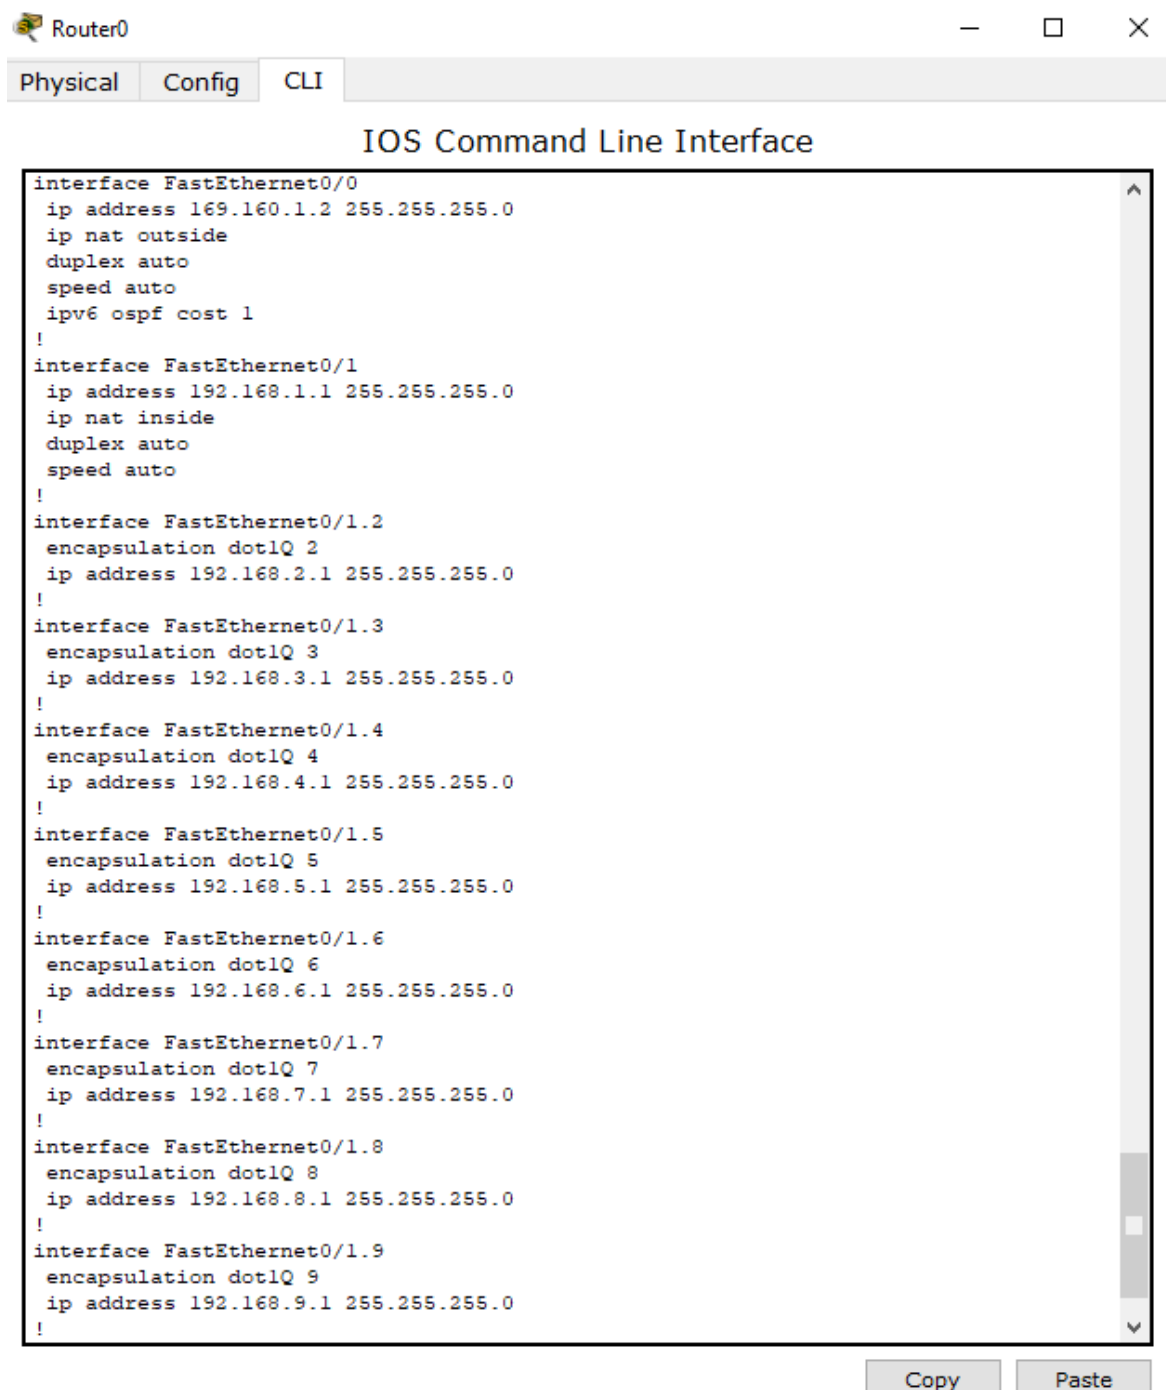 Router0
Physical Config CLI
IOS Command Line Interface
interface FastEthernet0/0
 ip address 169.160.1.2 255.255.255.0
 ip nat outside
 duplex auto
 speed auto
 ipv6 ospf cost 1
!
interface FastEthernet0/1
 ip address 192.168.1.1 255.255.255.0
 ip nat inside
 duplex auto
 speed auto
!
interface FastEthernet0/1.2
 encapsulation dot1Q 2
 ip address 192.168.2.1 255.255.255.0
!
interface FastEthernet0/1.3
 encapsulation dot1Q 3
 ip address 192.168.3.1 255.255.255.0
!
interface FastEthernet0/1.4
 encapsulation dot1Q 4
 ip address 192.168.4.1 255.255.255.0
!
interface FastEthernet0/1.5
 encapsulation dot1Q 5
 ip address 192.168.5.1 255.255.255.0
!
interface FastEthernet0/1.6
 encapsulation dot1Q 6
 ip address 192.168.6.1 255.255.255.0
!
interface FastEthernet0/1.7
 encapsulation dot1Q 7
 ip address 192.168.7.1 255.255.255.0
!
interface FastEthernet0/1.8
 encapsulation dot1Q 8
 ip address 192.168.8.1 255.255.255.0
!
interface FastEthernet0/1.9
 encapsulation dot1Q 9
 ip address 192.168.9.1 255.255.255.0
!
Copy Paste